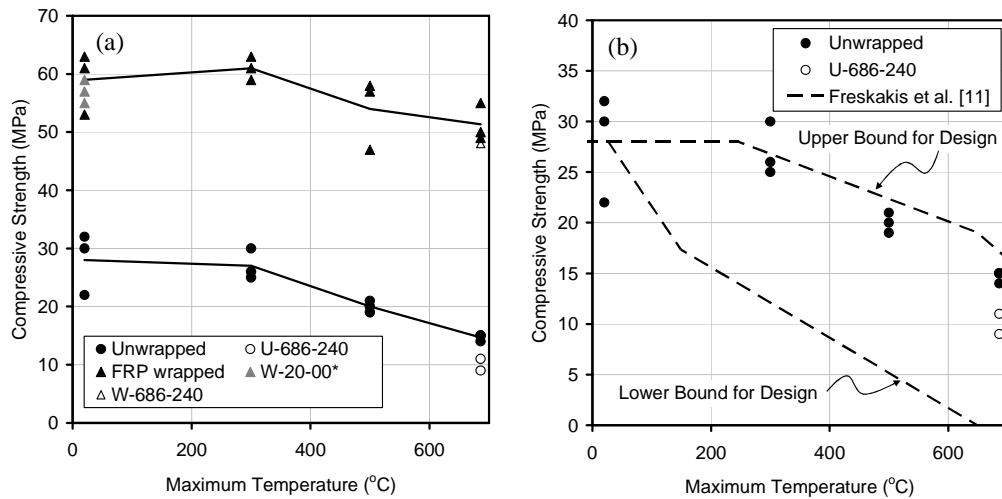 (a)
70
60
50
40
30
20
10
0
Compressive Strength (MPa)
Unwrapped
U-686-240
FRP wrapped
W-20-00*
W-686-240
0
200
400
600
Maximum Temperature (oC)
(b)
40
35
30
25
20
15
10
5
0
Compressive Strength (MPa)
Unwrapped
U-686-240
Freskakis et al. [11]
Upper Bound for Design
Lower Bound for Design
0
200
400
600
Maximum Temperature (oC)